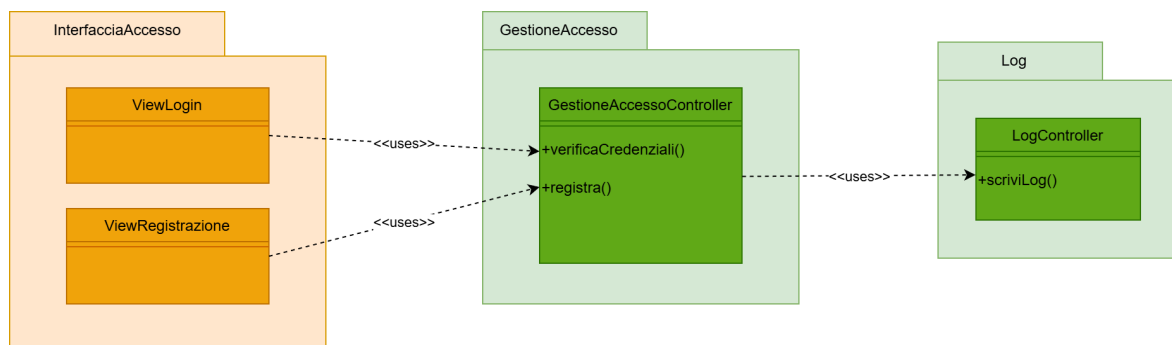 InterfacciaAccesso
ViewLogin
ViewRegistrazione
<<uses>>
<<uses>>
GestioneAccesso
GestioneAccessoController
+verificaCredenziali()
+registra()
<<uses>>
Log
LogController
+scriviLog()